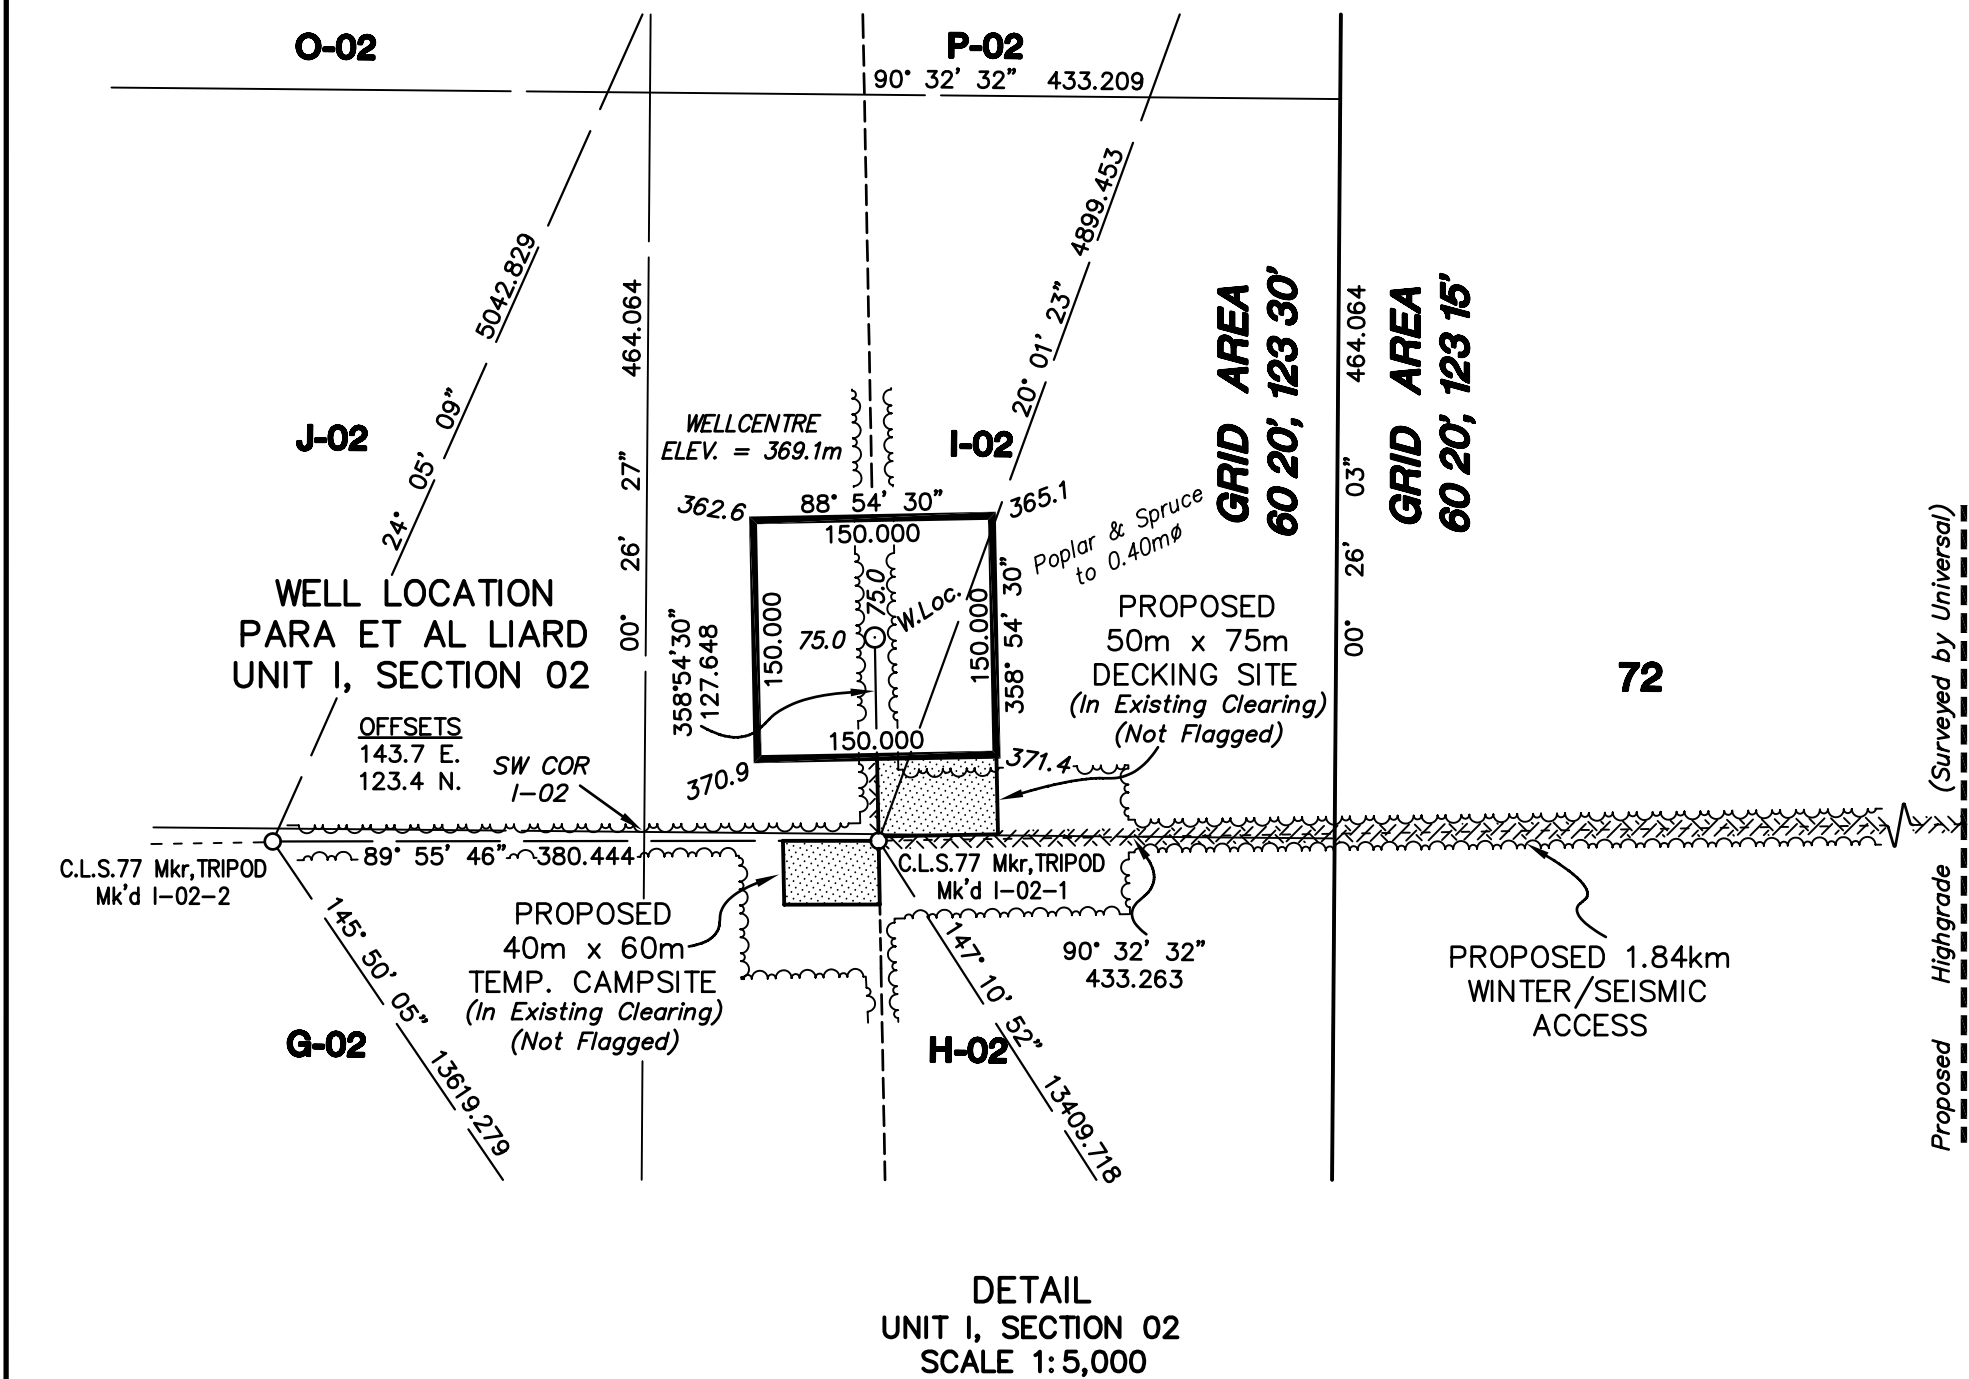 O-02
P-02
90° 32' 32" 433.209
24° 05' 09" 5042.829
00° 26' 27" 464.064
20° 01' 23" 4899.453
GRID AREA
60 20', 123 30'
00° 26' 03" 464.064
GRID AREA
60 20', 123 15'
J-02
WELLCENTRE
ELEV. = 369.1m
I-02
362.6
88° 54' 30"
365.1
150.000
Poplar & Spruce
to 0.40mø
WELL LOCATION
PARA ET AL LIARD
UNIT I, SECTION 02
358°54'30"
127.648
150.000
75.0
75.0
W.Loc.
150.000
358° 54' 30"
150.000
PROPOSED
50m x 75m
DECKING SITE
(In Existing Clearing)
(Not Flagged)
72
OFFSETS
143.7 E.
123.4 N.
SW COR
I-02
370.9
371.4
Proposed Highgrade (Surveyed by Universal)
C.L.S.77 Mkr,TRIPOD
Mk'd I-02-2
89° 55' 46" 380.444
C.L.S.77 Mkr,TRIPOD
Mk'd I-02-1
145° 50' 05" 13619.279
PROPOSED
40m x 60m
TEMP. CAMPSITE
(In Existing Clearing)
(Not Flagged)
147° 10' 52" 13409.718
90° 32' 32"
433.263
PROPOSED 1.84km
WINTER/SEISMIC
ACCESS
G-02
H-02
DETAIL
UNIT I, SECTION 02
SCALE 1:5,000